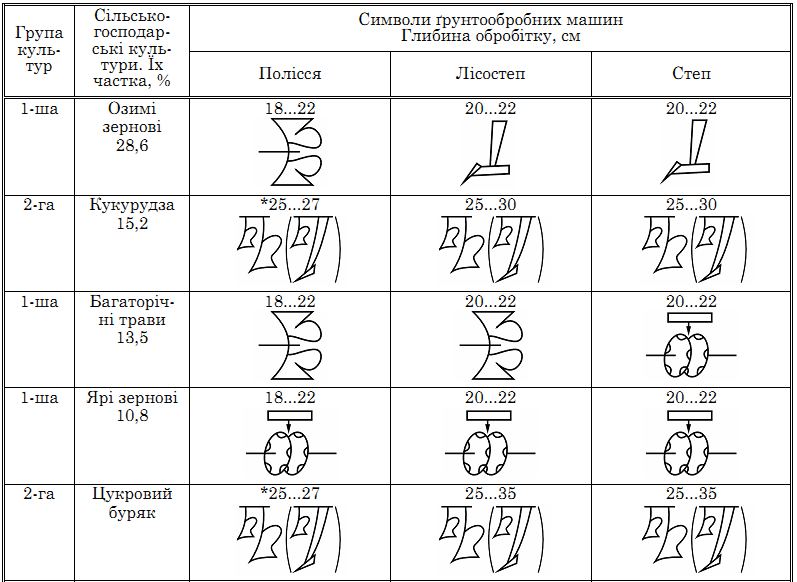 Група
куль-
тур
Сільсько-
господар-
ські куль-
тури. Їх
частка, %
Символи ґрунтообробних машин
Глибина обробітку, см
Полісся
Лісостеп
Степ
1-ша
Озимі
зернові
28,6
18...22
20...22
20...22
2-га
Кукурудза
15,2
*25...27
25...30
25...30
1-ша
Багаторіч-
ні трави
13,5
18...22
20...22
20...22
1-ша
Ярі зернові
10,8
18...22
20...22
20...22
2-га
Цукровий
буряк
*25...27
25...35
25...35